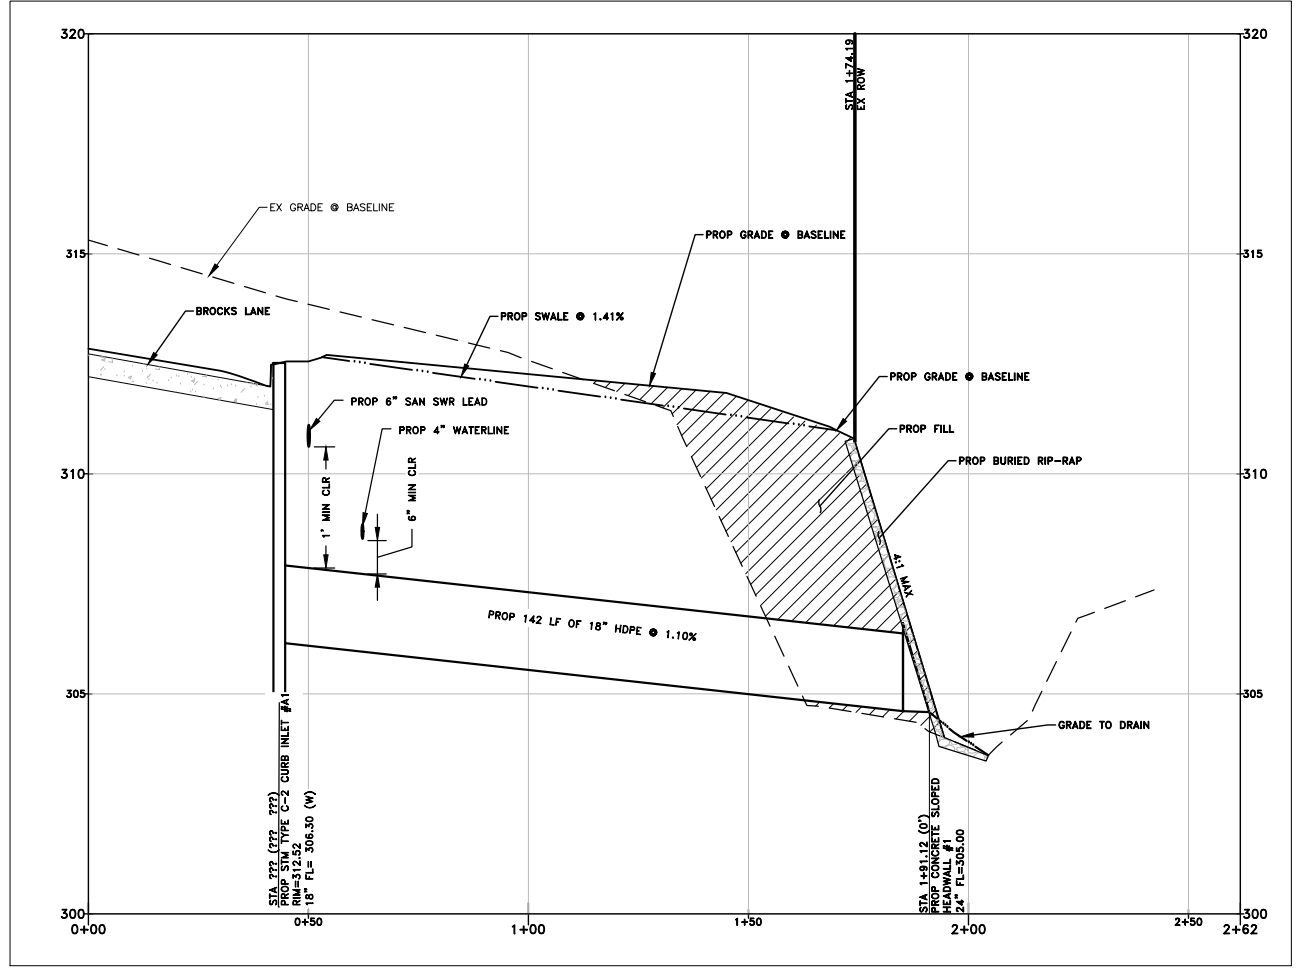 320
320
STA 1+74.19
EX ROW
EX GRADE @ BASELINE
PROP GRADE @ BASELINE
315
315
BROCKS LANE
PROP SWALE @ 1.41%
PROP GRADE @ BASELINE
PROP 6" SAN SWR LEAD
PROP 4" WATERLINE
PROP FILL
PROP BURIED RIP-RAP
310
310
1' MIN CLR
6" MIN CLR
4:1 MAX
PROP 142 LF OF 18" HDPE @ 1.10%
305
305
GRADE TO DRAIN
STA ??? (??? ???)
PROP STM TYPE C-2 CURB INLET #A1
RIM=312.52
18" FL= 306.30 (W)
STA 1+91.12 (0')
PROP CONCRETE SLOPED
HEADWALL #1
24" FL=305.00
300
300
0+00
0+50
1+00
1+50
2+00
2+50
2+62